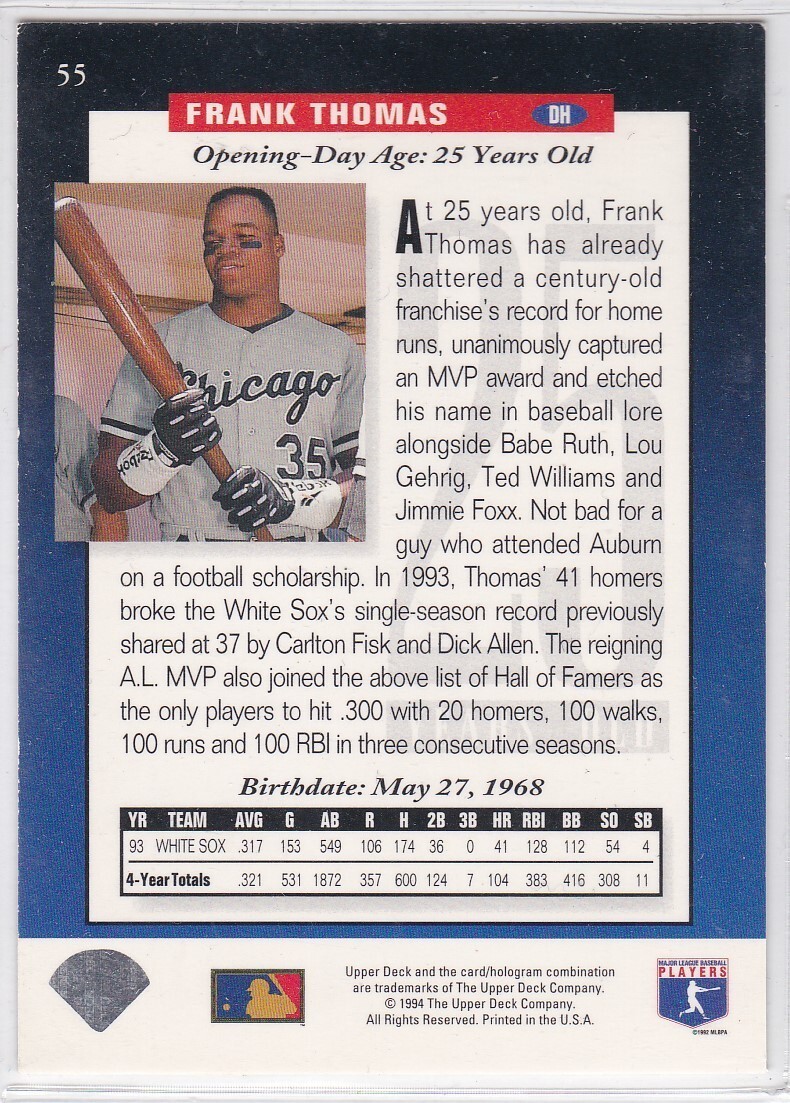 55
FRANK THOMAS DH
Opening-Day Age: 25 Years Old
At 25 years old, Frank
Thomas has already
shattered a century-old
franchise's record for home
runs, unanimously captured
an MVP award and etched
his name in baseball lore
alongside Babe Ruth, Lou
Gehrig, Ted Williams and
Jimmie Foxx. Not bad for a
guy who attended Auburn
on a football scholarship. In 1993, Thomas' 41 homers
broke the White Sox's single-season record previously
shared at 37 by Carlton Fisk and Dick Allen. The reigning
A.L. MVP also joined the above list of Hall of Famers as
the only players to hit .300 with 20 homers, 100 walks,
100 runs and 100 RBI in three consecutive seasons.
25
YEARS OLD
Chicago
35
Birthdate: May 27, 1968
YR TEAM AVG G AB R H 2B 3B HR RBI BB SO SB
93 WHITE SOX .317 153 549 106 174 36 0 41 128 112 54 4
4-Year Totals .321 531 1872 357 600 124 7 104 383 416 308 11
Upper Deck and the card/hologram combination
are trademarks of The Upper Deck Company.
© 1994 The Upper Deck Company.
All Rights Reserved. Printed in the U.S.A.
MAJOR LEAGUE BASEBALL
PLAYERS
©1992 MLBPA